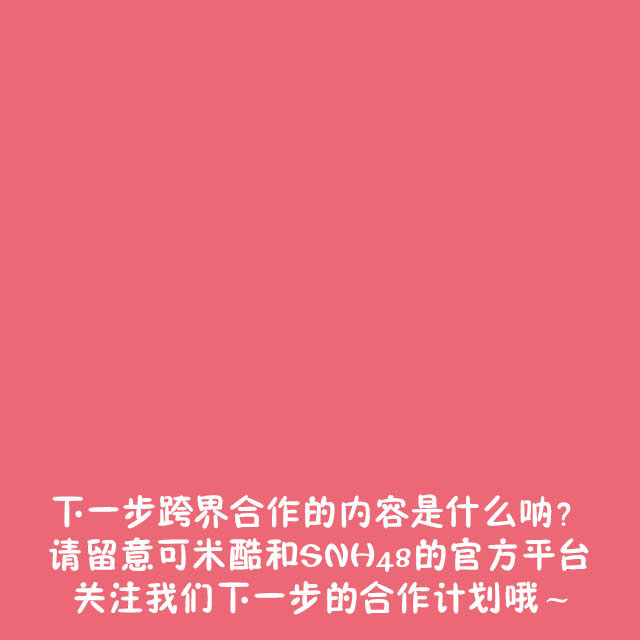 下一步跨界合作的内容是什么呐?
请留意可米酷和SNH48的官方平台
关注我们下一步的合作计划哦~